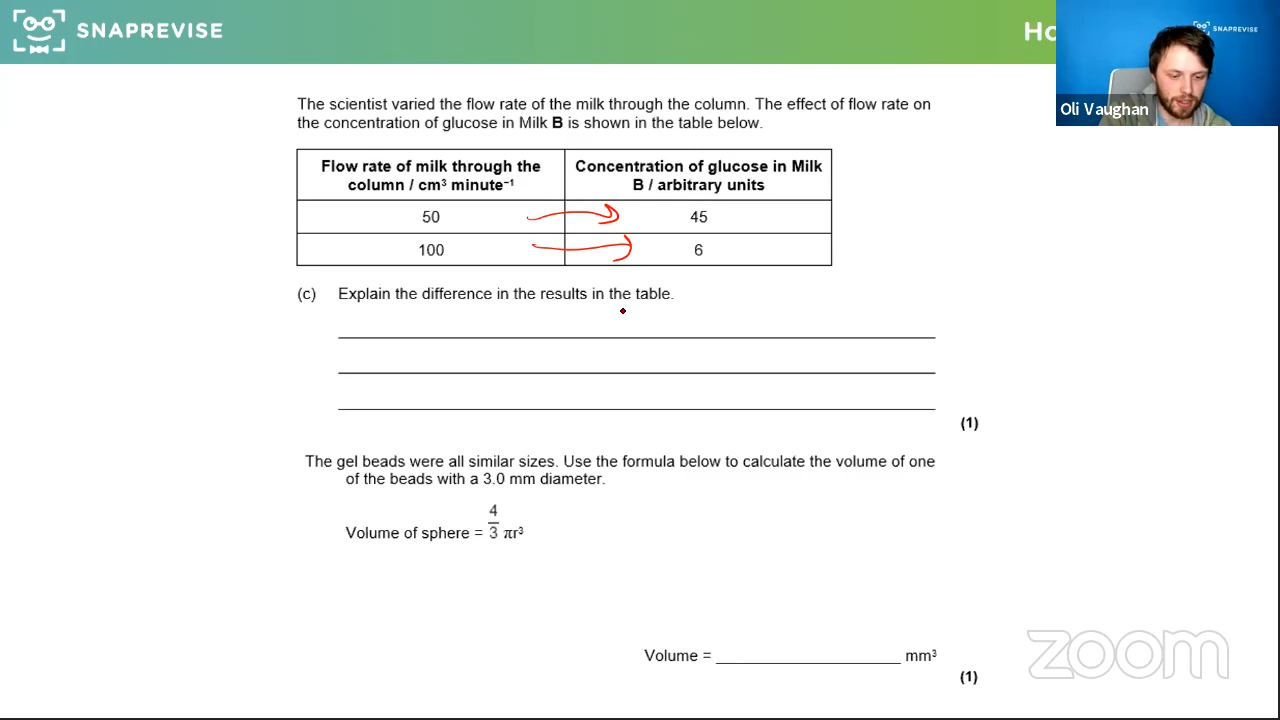 SNAPREVISE
Ho
SNAPREVISE
Oli Vaughan
The scientist varied the flow rate of the milk through the column. The effect of flow rate on
the concentration of glucose in Milk B is shown in the table below.
Flow rate of milk through the
column / cm³ minute⁻¹
Concentration of glucose in Milk
B / arbitrary units
50
45
100
6
(c) Explain the difference in the results in the table.
(1)
The gel beads were all similar sizes. Use the formula below to calculate the volume of one
of the beads with a 3.0 mm diameter.
Volume of sphere = 4/3 πr³
Volume = ____________________ mm³
zoom
(1)